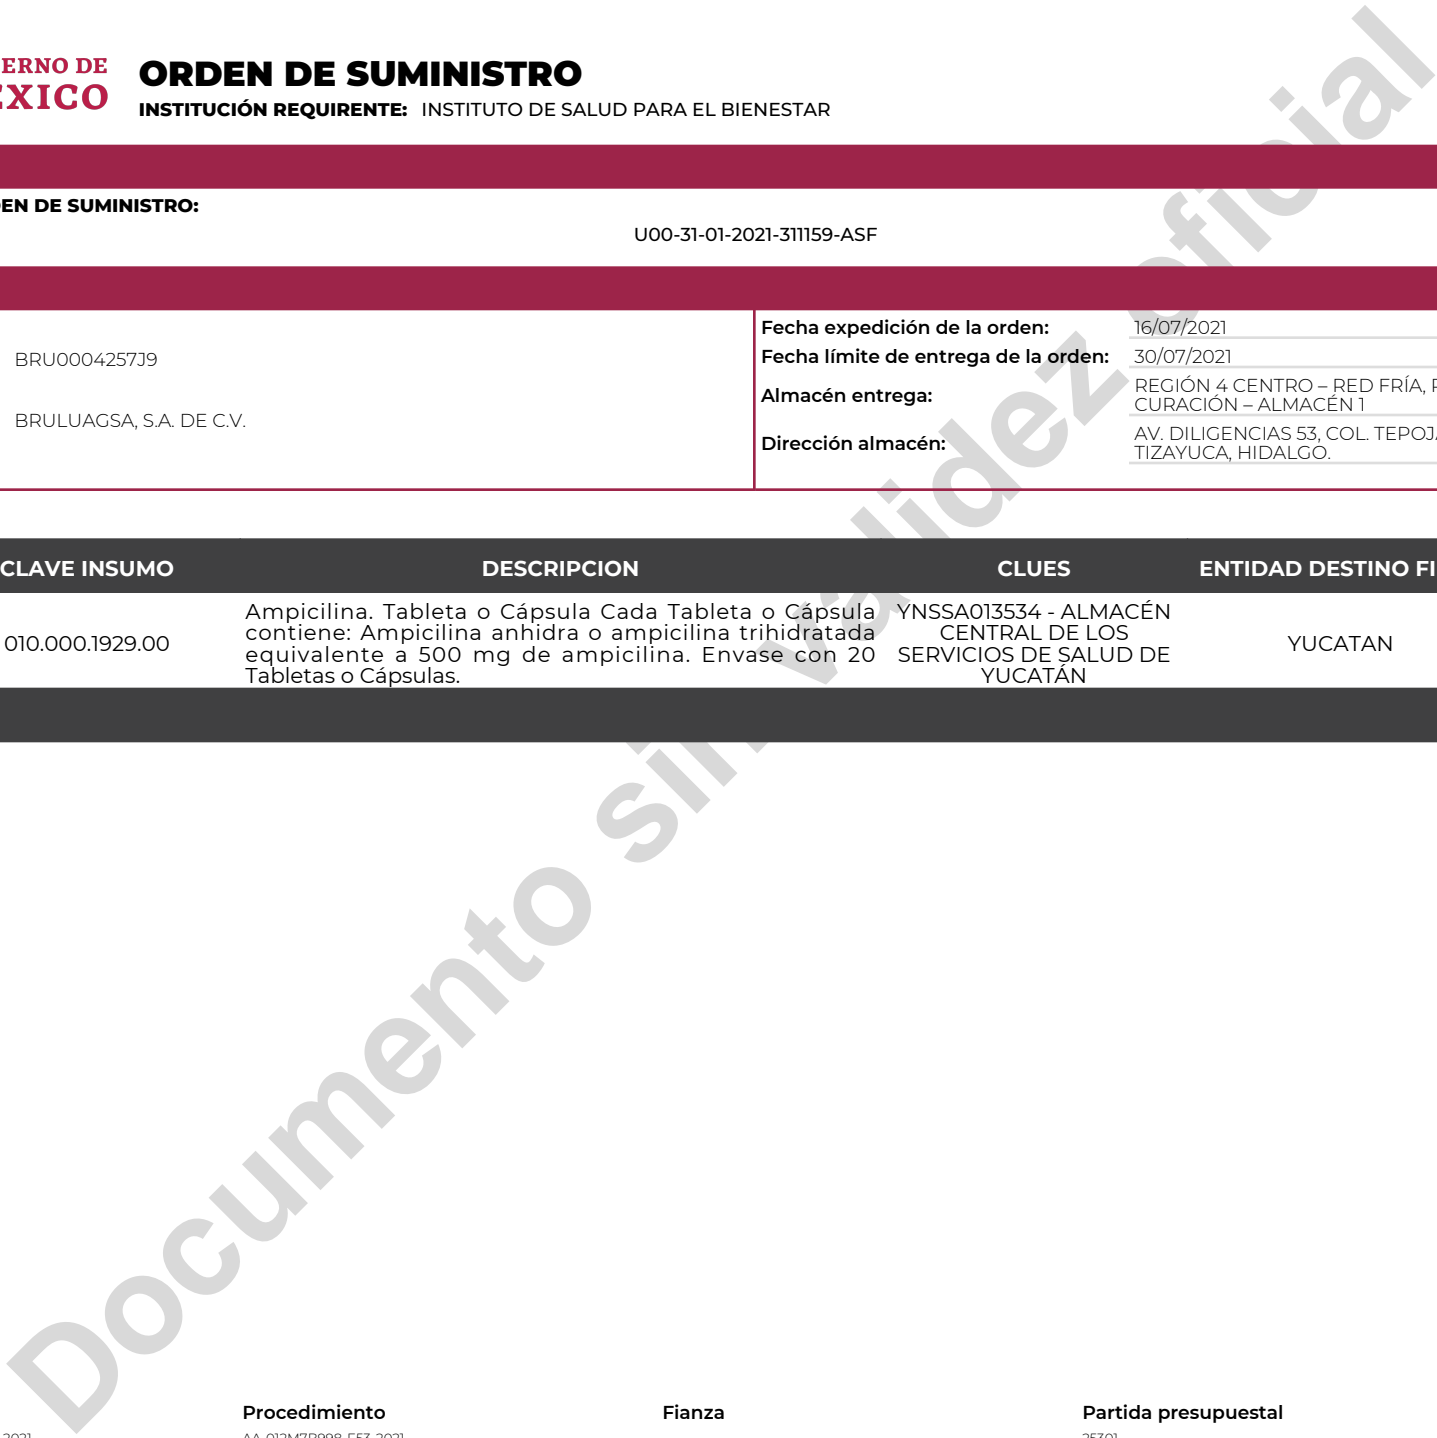 ERNO DE
ORDEN DE SUMINISTRO
INSTITUCIÓN REQUIRENTE: INSTITUTO DE SALUD PARA EL BIENESTAR
EN DE SUMINISTRO:
U00-31-01-2021-311159-ASF
BRU0004257J9
BRULUAGSA, S.A. DE C.V.
Fecha expedición de la orden: 16/07/2021
Fecha límite de entrega de la orden: 30/07/2021
Almacén entrega: REGIÓN 4 CENTRO – RED FRÍA,
CURACIÓN – ALMACÉN 1
Dirección almacén: AV. DILIGENCIAS 53, COL. TEPOJA
TIZAYUCA, HIDALGO.
CLAVE INSUMO DESCRIPCION CLUES ENTIDAD DESTINO FI
010.000.1929.00
Ampicilina. Tableta o Cápsula Cada Tableta o Cápsula
contiene: Ampicilina anhidra o ampicilina trihidratada
equivalente a 500 mg de ampicilina. Envase con 20
Tabletas o Cápsulas.
YNSSA013534 - ALMACÉN
CENTRAL DE LOS
SERVICIOS DE SALUD DE
YUCATÁN
YUCATAN
Documento sin validez oficial
Procedimiento Fianza Partida presupuestal